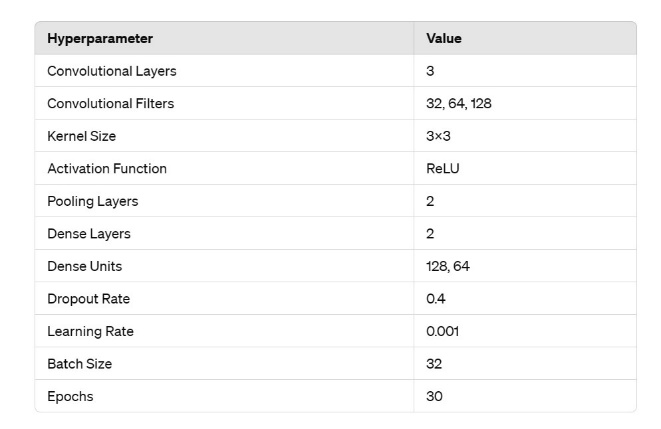 Hyperparameter Value
Convolutional Layers 3
Convolutional Filters 32, 64, 128
Kernel Size 3×3
Activation Function ReLU
Pooling Layers 2
Dense Layers 2
Dense Units 128, 64
Dropout Rate 0.4
Learning Rate 0.001
Batch Size 32
Epochs 30